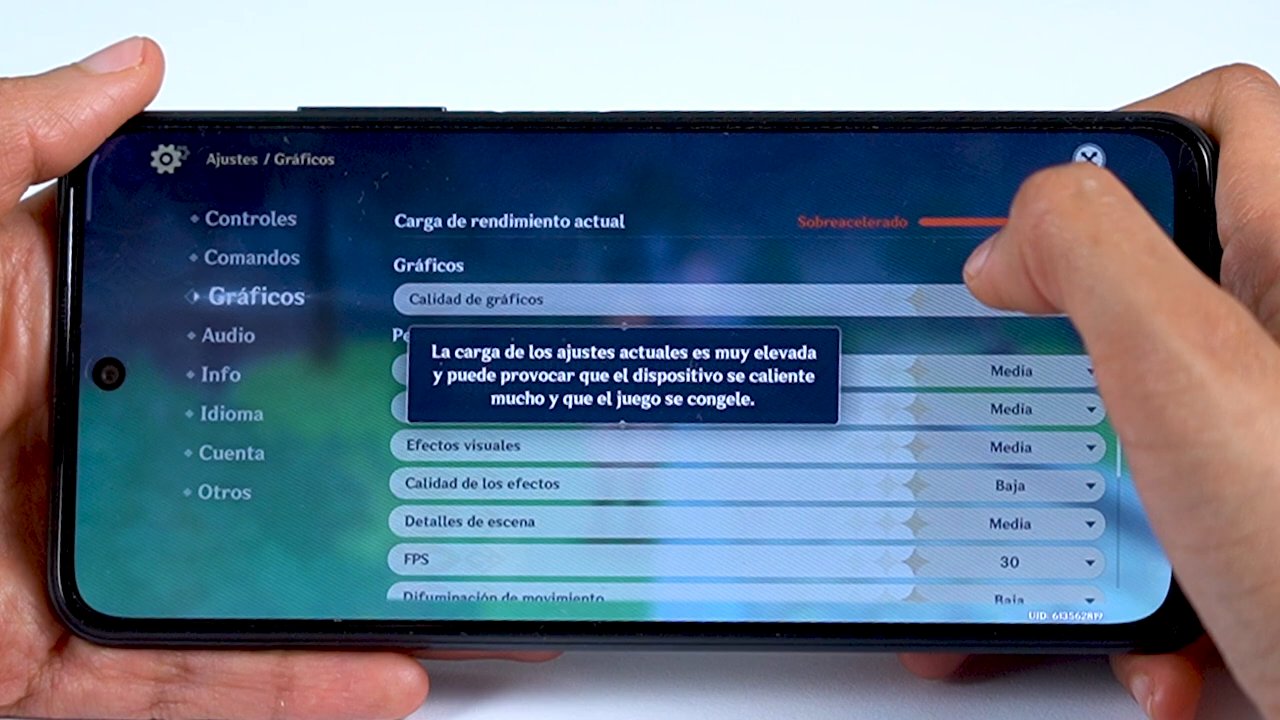 Ajustes / Gráficos
Controles
Comandos
Gráficos
Audio
Info
Idioma
Cuenta
Otros
Carga de rendimiento actual
Sobreacelerado
Gráficos
Calidad de gráficos
Pe
La carga de los ajustes actuales es muy elevada
y puede provocar que el dispositivo se caliente
mucho y que el juego se congele.
Media
Media
Efectos visuales Media
Calidad de los efectos Baja
Detalles de escena Media
FPS 30
Difuminación de movimiento Baja
UID: 613562819